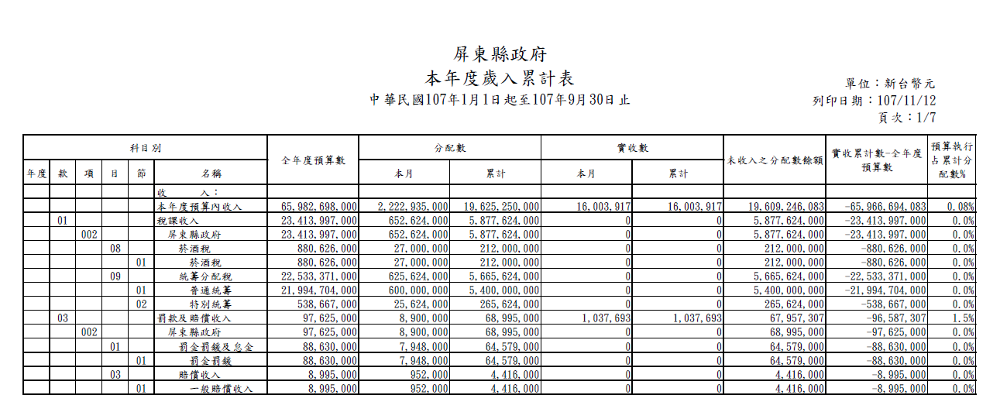 屏東縣政府
本年度歲入累計表
中華民國107年1月1日起至107年9月30日止
單位：新台幣元
列印日期：107/11/12
頁次：1/7
科目別 全年度預算數 分配數 實收數 未收入之分配數餘額 實收累計數-全年度預算數 預算執行占累計分配數%
年度 款 項 目 節 名稱 本月 累計 本月 累計
收 入：
本年度預算內收入 65,982,698,000 2,222,935,000 19,625,250,000 16,003,917 16,003,917 19,609,246,083 -65,966,694,083 0.08%
01 稅課收入 23,413,997,000 652,624,000 5,877,624,000 0 0 5,877,624,000 -23,413,997,000 0.0%
002 屏東縣政府 23,413,997,000 652,624,000 5,877,624,000 0 0 5,877,624,000 -23,413,997,000 0.0%
08 菸酒稅 880,626,000 27,000,000 212,000,000 0 0 212,000,000 -880,626,000 0.0%
01 菸酒稅 880,626,000 27,000,000 212,000,000 0 0 212,000,000 -880,626,000 0.0%
09 統籌分配稅 22,533,371,000 625,624,000 5,665,624,000 0 0 5,665,624,000 -22,533,371,000 0.0%
01 普通統籌 21,994,704,000 600,000,000 5,400,000,000 0 0 5,400,000,000 -21,994,704,000 0.0%
02 特別統籌 538,667,000 25,624,000 265,624,000 0 0 265,624,000 -538,667,000 0.0%
03 罰款及賠償收入 97,625,000 8,900,000 68,995,000 1,037,693 1,037,693 67,957,307 -96,587,307 1.5%
002 屏東縣政府 97,625,000 8,900,000 68,995,000 0 0 68,995,000 -97,625,000 0.0%
01 罰金罰鍰及怠金 88,630,000 7,948,000 64,579,000 0 0 64,579,000 -88,630,000 0.0%
01 罰金罰鍰 88,630,000 7,948,000 64,579,000 0 0 64,579,000 -88,630,000 0.0%
03 賠償收入 8,995,000 952,000 4,416,000 0 0 4,416,000 -8,995,000 0.0%
01 一般賠償收入 8,995,000 952,000 4,416,000 0 0 4,416,000 -8,995,000 0.0%